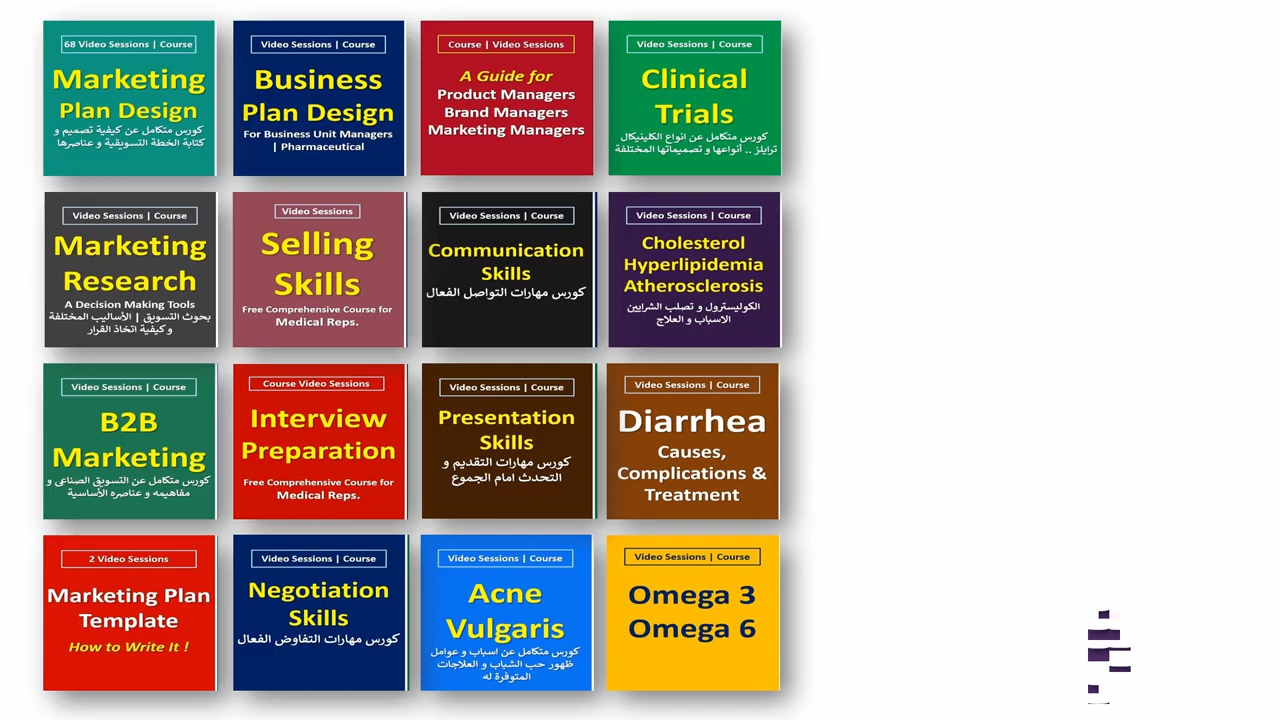 68 Video Sessions | Course
Marketing
Plan Design
كورس متكامل عن كيفية تصميم و
كتابة الخطة التسويقية و عناصرها
Video Sessions | Course
Business
Plan Design
For Business Unit Managers
| Pharmaceutical
Course | Video Sessions
A Guide for
Product Managers
Brand Managers
Marketing Managers
Video Sessions | Course
Clinical
Trials
كورس متكامل عن انواع الكلينيكال
ترايلز .. أنواعها و تصميماتها المختلفة
Video Sessions | Course
Marketing
Research
A Decision Making Tools
بحوث التسويق | الأساليب المختلفة
و كيفية اتخاذ القرار
Video Sessions
Selling
Skills
Free Comprehensive Course for
Medical Reps.
Video Sessions | Course
Communication
Skills
كورس مهارات التواصل الفعال
Video Sessions | Course
Cholesterol
Hyperlipidemia
Atherosclerosis
الكوليسترول و تصلب الشرايين
الاسباب و العلاج
Video Sessions | Course
B2B
Marketing
كورس متكامل عن التسويق الصناعى و
مفاهيمه و عناصره الأساسية
Course Video Sessions
Interview
Preparation
Free Comprehensive Course for
Medical Reps.
Video Sessions | Course
Presentation
Skills
كورس مهارات التقديم و
التحدث امام الجموع
Video Sessions | Course
Diarrhea
Causes,
Complications &
Treatment
2 Video Sessions
Marketing Plan
Template
How to Write It !
Video Sessions | Course
Negotiation
Skills
كورس مهارات التفاوض الفعال
Video Sessions | Course
Acne
Vulgaris
كورس متكامل عن اسباب و عوامل
ظهور حب الشباب و العلاجات
المتوفرة له
Video Sessions | Course
Omega 3
Omega 6